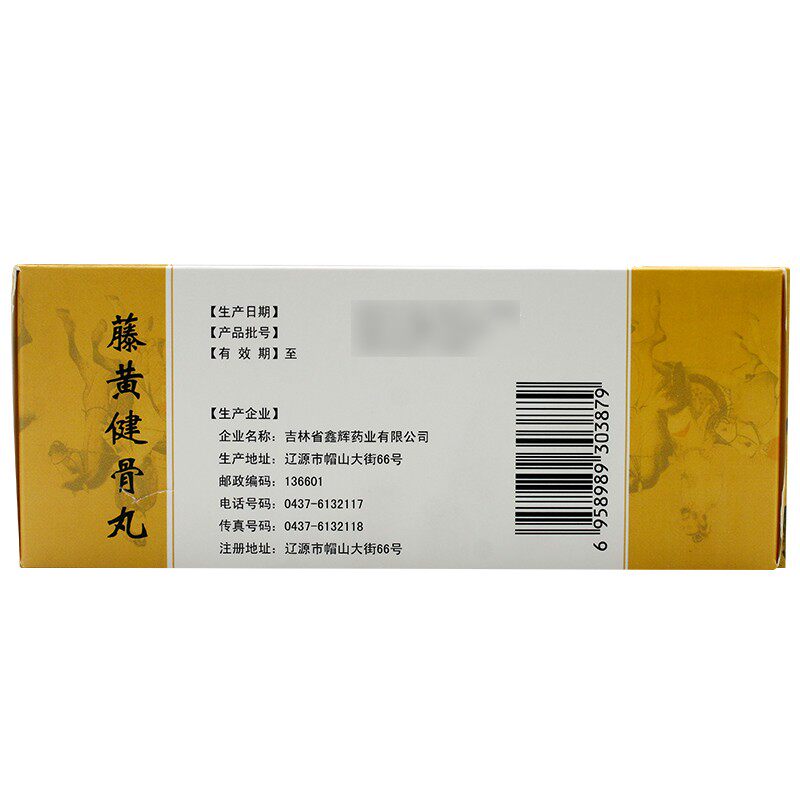 藤黄健骨丸
【生产日期】
【产品批号】
【有 效 期】至
【生产企业】
企业名称：吉林省鑫辉药业有限公司
生产地址：辽源市帽山大街66号
邮政编码：136601
电话号码：0437-6132117
传真号码：0437-6132118
注册地址：辽源市帽山大街66号
6 958989 303879